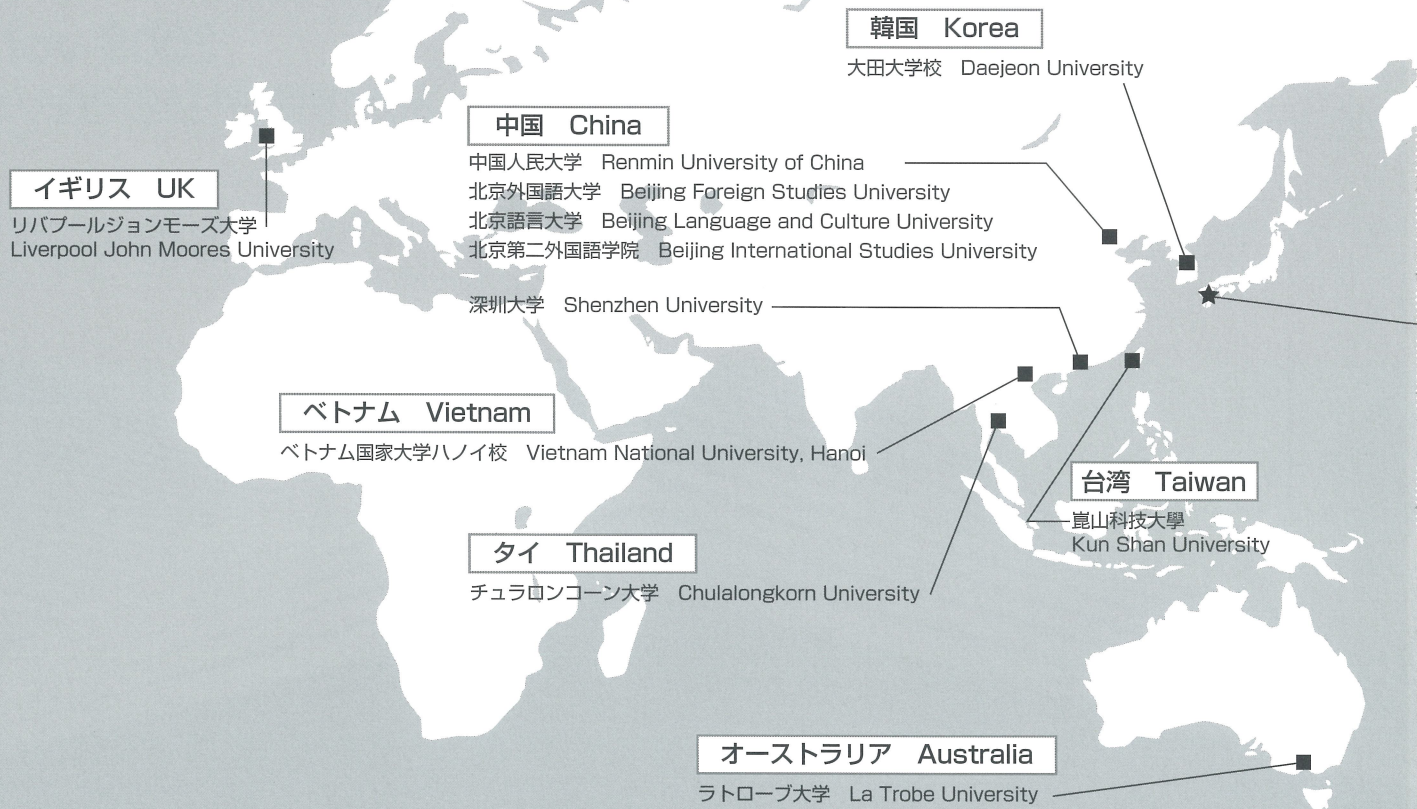 韓国　Korea
大田大学校　Daejeon University
中国　China
中国人民大学　Renmin University of China
北京外国語大学　Beijing Foreign Studies University
北京語言大学　Beijing Language and Culture University
北京第二外国語学院　Beijing International Studies University
深圳大学　Shenzhen University
イギリス　UK
リバプールジョンモーズ大学
Liverpool John Moores University
ベトナム　Vietnam
ベトナム国家大学ハノイ校　Vietnam National University, Hanoi
台湾　Taiwan
崑山科技大學
Kun Shan University
タイ　Thailand
チュラロンコーン大学　Chulalongkorn University
オーストラリア　Australia
ラトローブ大学　La Trobe University